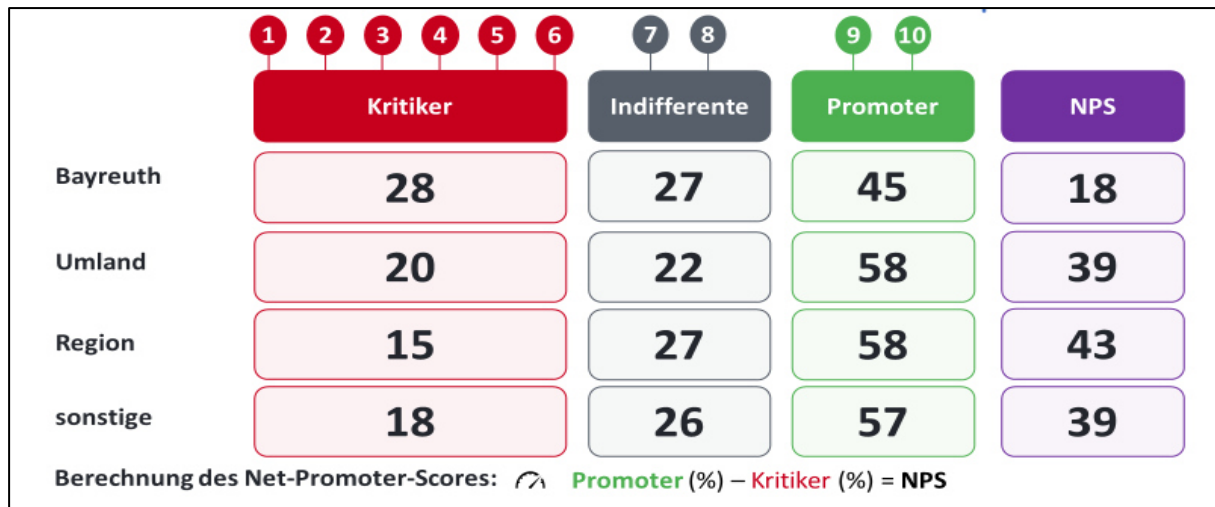 1 2 3 4 5 6 7 8 9 10
Kritiker Indifferente Promoter NPS
Bayreuth 28 27 45 18
Umland 20 22 58 39
Region 15 27 58 43
sonstige 18 26 57 39
Berechnung des Net-Promoter-Scores: Promoter (%) – Kritiker (%) = NPS